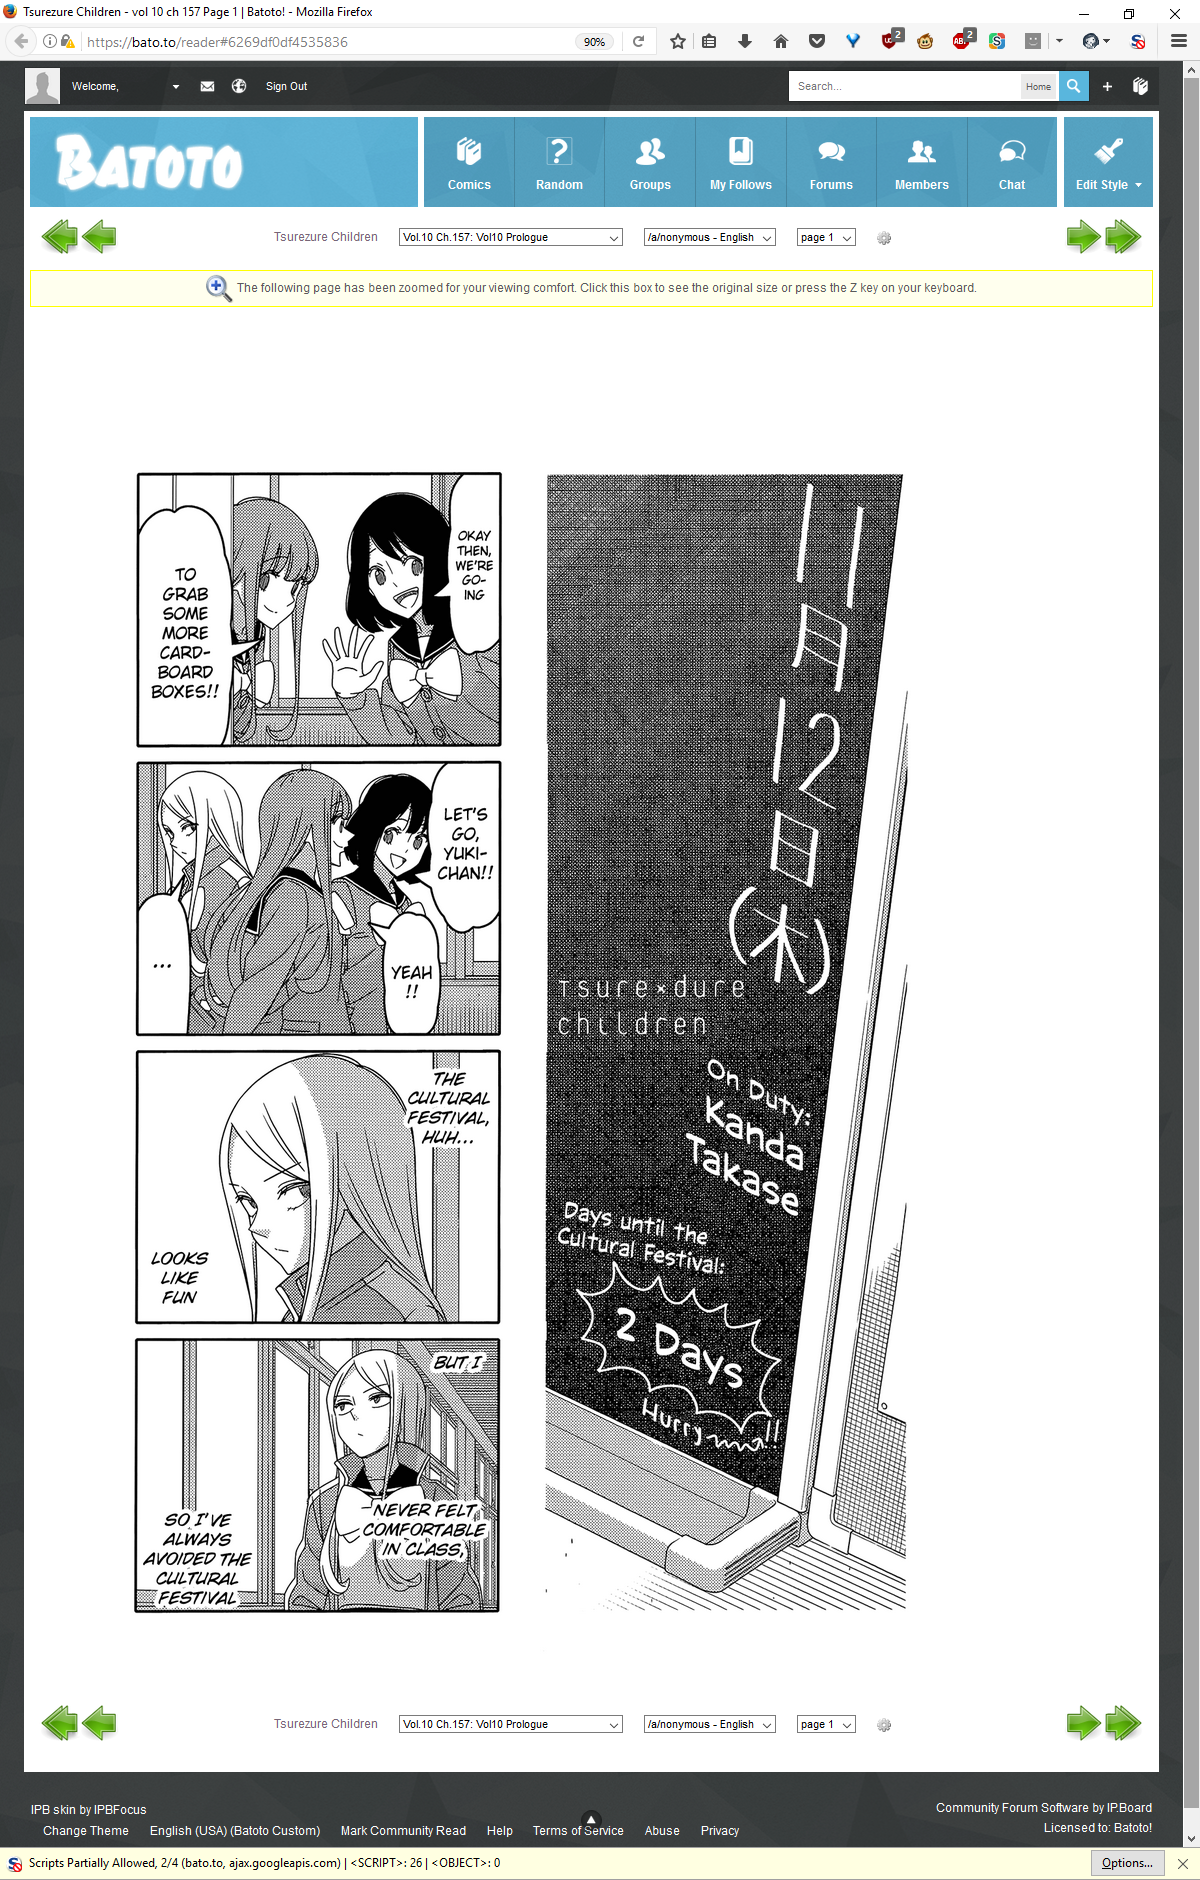 Tsurezure Children - vol 10 ch 157 Page 1 | Batoto! - Mozilla Firefox
https://bato.to/reader#6269df0df4535836
90%
2
2
Welcome,
Sign Out
Search...
Home
BATOTO
Comics
Random
Groups
My Follows
Forums
Members
Chat
Edit Style
Tsurezure Children
Vol.10 Ch.157: Vol10 Prologue
/a/nonymous - English
page 1
The following page has been zoomed for your viewing comfort. Click this box to see the original size or press the Z key on your keyboard.
11月12日(木)
Tsure×dure
children
On Duty:
Kanda
Takase
Days until the
Cultural Festival:
2 Days
Hurry
OKAY
THEN,
WE'RE
GO-
ING
TO
GRAB
SOME
MORE
CARD-
BOARD
BOXES!!
LET'S
GO,
YUKI-
CHAN!!
YEAH
!!
...
THE
CULTURAL
FESTIVAL,
HUH...
LOOKS
LIKE
FUN
BUT, I
NEVER FELT
COMFORTABLE
IN CLASS,
SO I'VE
ALWAYS
AVOIDED THE
CULTURAL
FESTIVAL
Tsurezure Children
Vol.10 Ch.157: Vol10 Prologue
/a/nonymous - English
page 1
IPB skin by IPBFocus
Community Forum Software by IP.Board
Change Theme
English (USA) (Batoto Custom)
Mark Community Read
Help
Terms of Service
Abuse
Privacy
Licensed to: Batoto!
Scripts Partially Allowed, 2/4 (bato.to, ajax.googleapis.com) | <SCRIPT>: 26 | <OBJECT>: 0
Options...